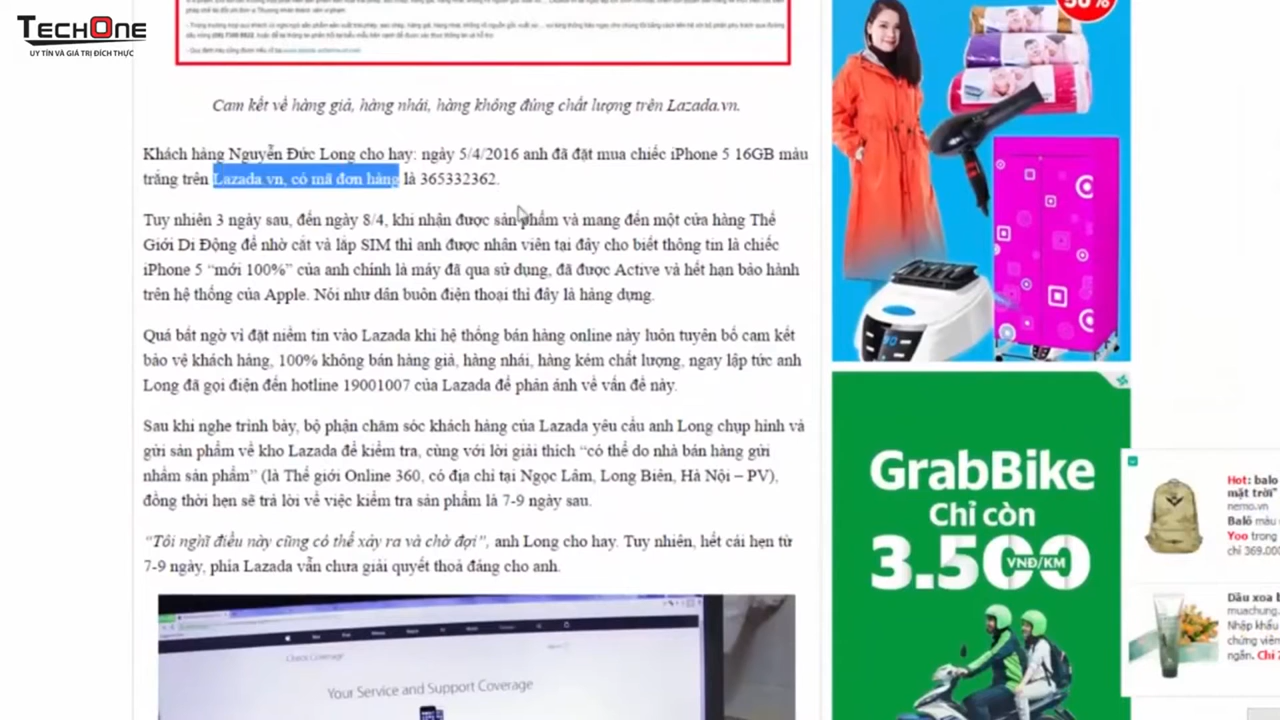 TECHONE
UY TÍN VÀ GIÁ TRỊ ĐÍCH THỰC
50%
Cam kết về hàng giả, hàng nhái, hàng không đúng chất lượng trên Lazada.vn.
Khách hàng Nguyễn Đức Long cho hay: ngày 5/4/2016 anh đã đặt mua chiếc iPhone 5 16GB màu
trắng trên Lazada.vn, có mã đơn hàng là 365332362.
Tuy nhiên 3 ngày sau, đến ngày 8/4, khi nhận được sản phẩm và mang đến một cửa hàng Thế
Giới Di Động để nhờ cắt và lắp SIM thì anh được nhân viên tại đây cho biết thông tin là chiếc
iPhone 5 “mới 100%” của anh chính là máy đã qua sử dụng, đã được Active và hết hạn bảo hành
trên hệ thống của Apple. Nói như dân buôn điện thoại thì đây là hàng dựng.
Quá bất ngờ vì đặt niềm tin vào Lazada khi hệ thống bán hàng online này luôn tuyên bố cam kết
bảo vệ khách hàng, 100% không bán hàng giả, hàng nhái, hàng kém chất lượng, ngay lập tức anh
Long đã gọi điện đến hotline 19001007 của Lazada để phản ánh về vấn đề này.
Sau khi nghe trình bày, bộ phận chăm sóc khách hàng của Lazada yêu cầu anh Long chụp hình và
gửi sản phẩm về kho Lazada để kiểm tra, cùng với lời giải thích “có thể do nhà bán hàng gửi
nhầm sản phẩm” (là Thế giới Online 360, có địa chỉ tại Ngọc Lâm, Long Biên, Hà Nội – PV),
đồng thời hẹn sẽ trả lời về việc kiểm tra sản phẩm là 7-9 ngày sau.
“Tôi nghĩ điều này cũng có thể xảy ra và chờ đợi”, anh Long cho hay. Tuy nhiên, hết cái hẹn từ
7-9 ngày, phía Lazada vẫn chưa giải quyết thoả đáng cho anh.
Check Coverage
Your Service and Support Coverage
GrabBike
Chỉ còn
3.500
VNĐ/KM
Hot: balo
mặt trời"
nemo.vn
Balô màu
Yoo trong
chỉ 369.000
Dầu xoa b
muachung.
Nhập khẩu
chứng viêm
ngắn. Chỉ 7